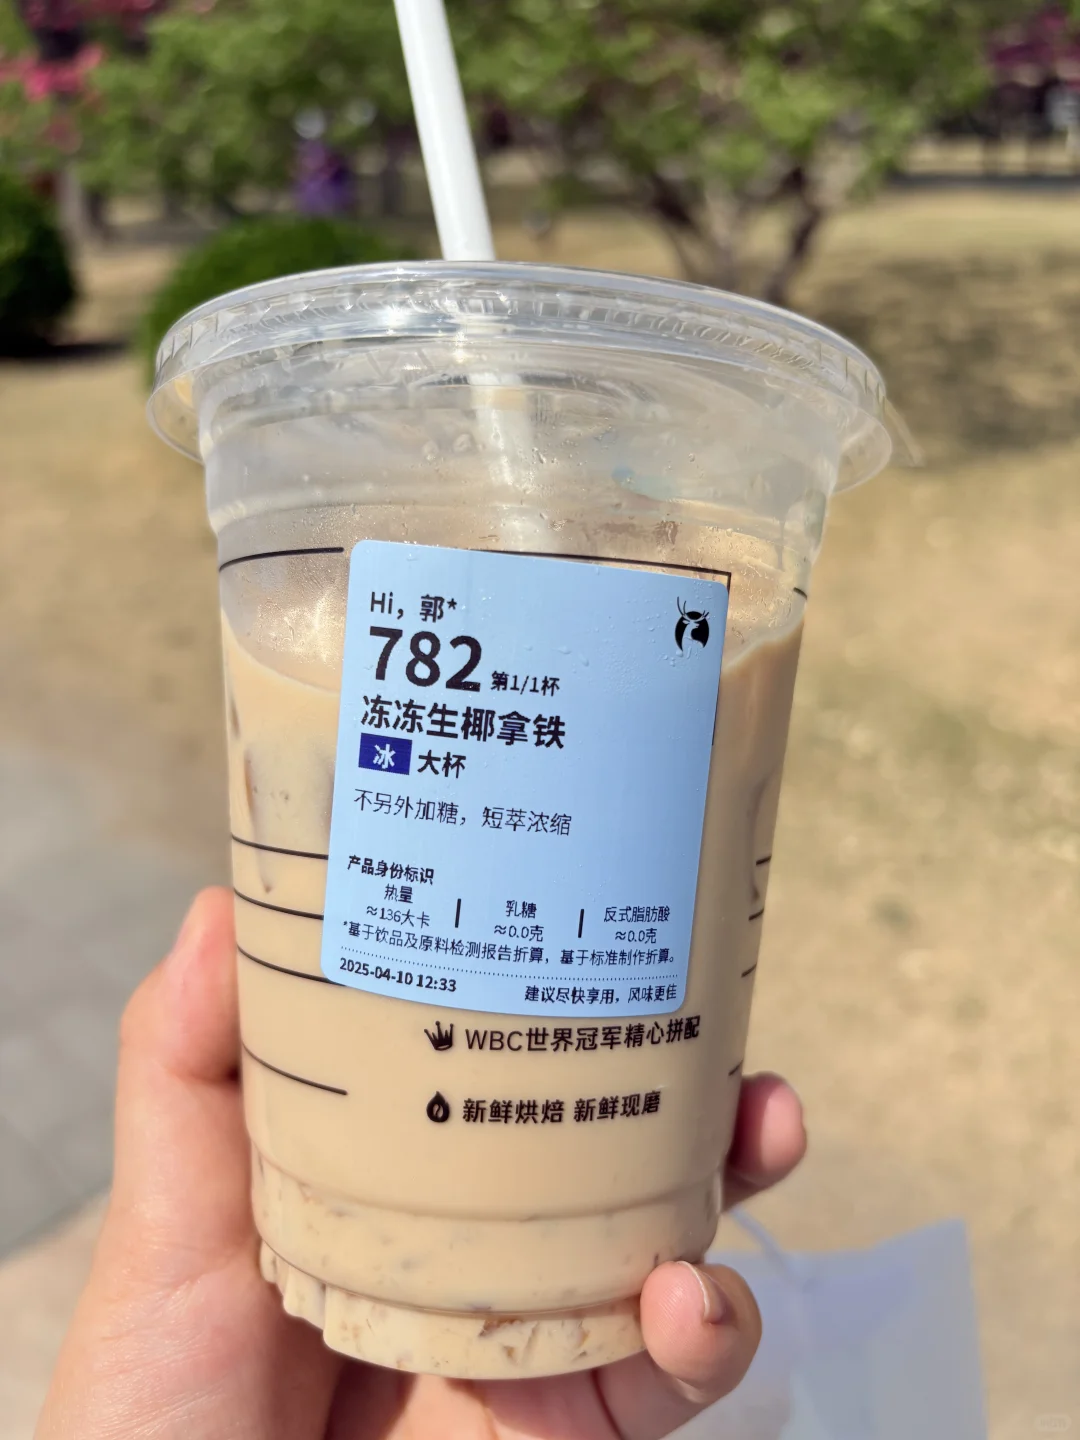 Hi，郭*
782 第1/1杯
冻冻生椰拿铁
冰 大杯
不另外加糖，短萃浓缩
产品身份标识
热量 乳糖 反式脂肪酸
≈136大卡 ≈0.0克 ≈0.0克
*基于饮品及原料检测报告折算，基于标准制作折算。
2025-04-10 12:33 建议尽快享用，风味更佳
WBC世界冠军精心拼配
新鲜烘焙 新鲜现磨